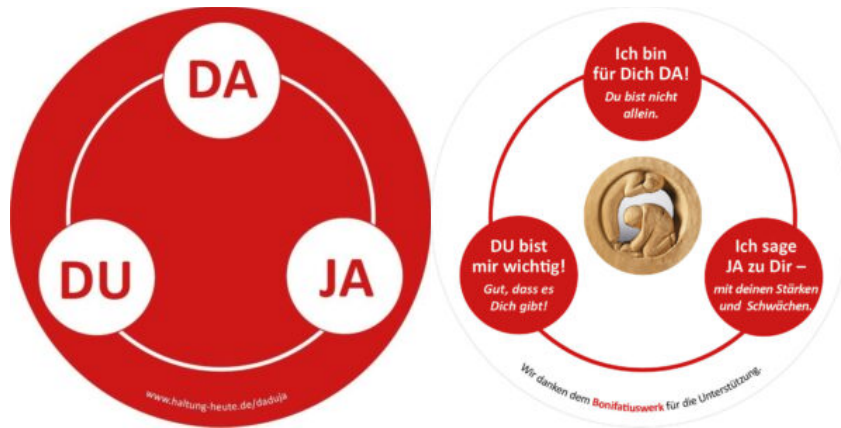 DA
DU
JA
www.haltung-heute.de/daduja
Ich bin
für Dich DA!
Du bist nicht
allein.
DU bist
mir wichtig!
Gut, dass es
Dich gibt!
Ich sage
JA zu Dir –
mit deinen Stärken
und Schwächen.
Wir danken dem Bonifatiuswerk für die Unterstützung.